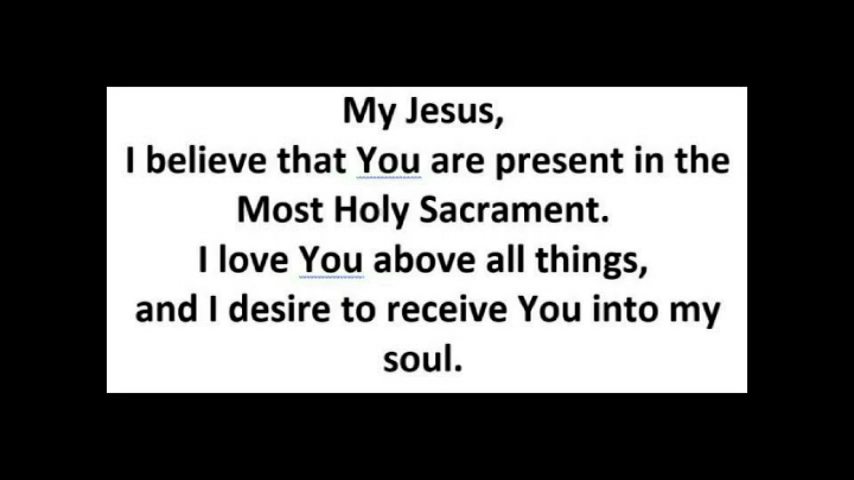 My Jesus,
I believe that You are present in the
Most Holy Sacrament.
I love You above all things,
and I desire to receive You into my
soul.